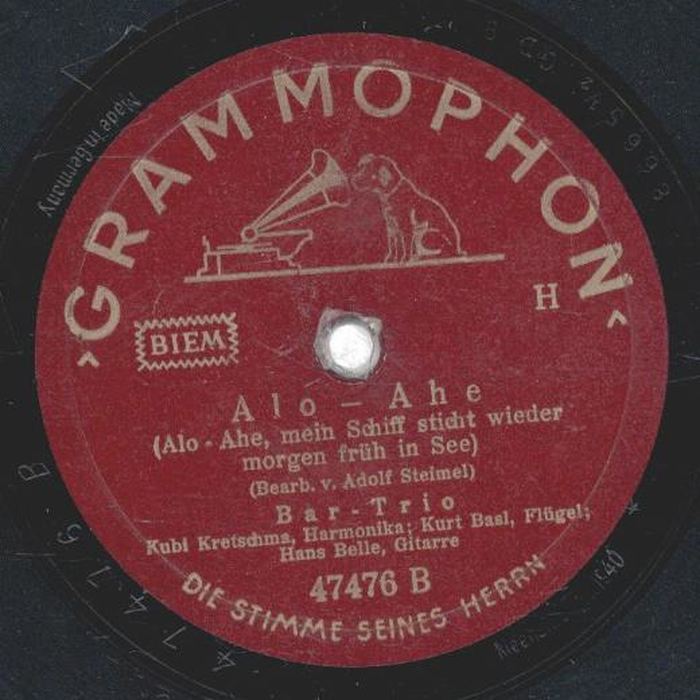 ›GRAMMOPHON‹
H
BIEM
Alo - Ahe
(Alo - Ahe, mein Schiff sticht wieder
morgen früh in See)
(Bearb. v. Adolf Steimel)
Bar-Trio
Kubi Kretschma, Harmonika; Kurt Basl, Flügel;
Hans Belle, Gitarre
47476 B
DIE STIMME SEINES HERRN
Made in Germany